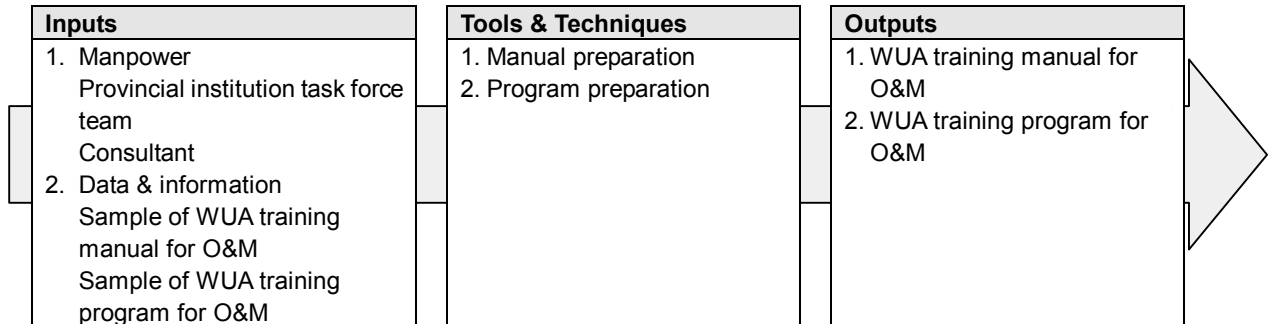 Inputs
1. Manpower
Provincial institution task force
team
Consultant
2. Data & information
Sample of WUA training
manual for O&M
Sample of WUA training
program for O&M
Tools & Techniques
1. Manual preparation
2. Program preparation
Outputs
1. WUA training manual for
O&M
2. WUA training program for
O&M